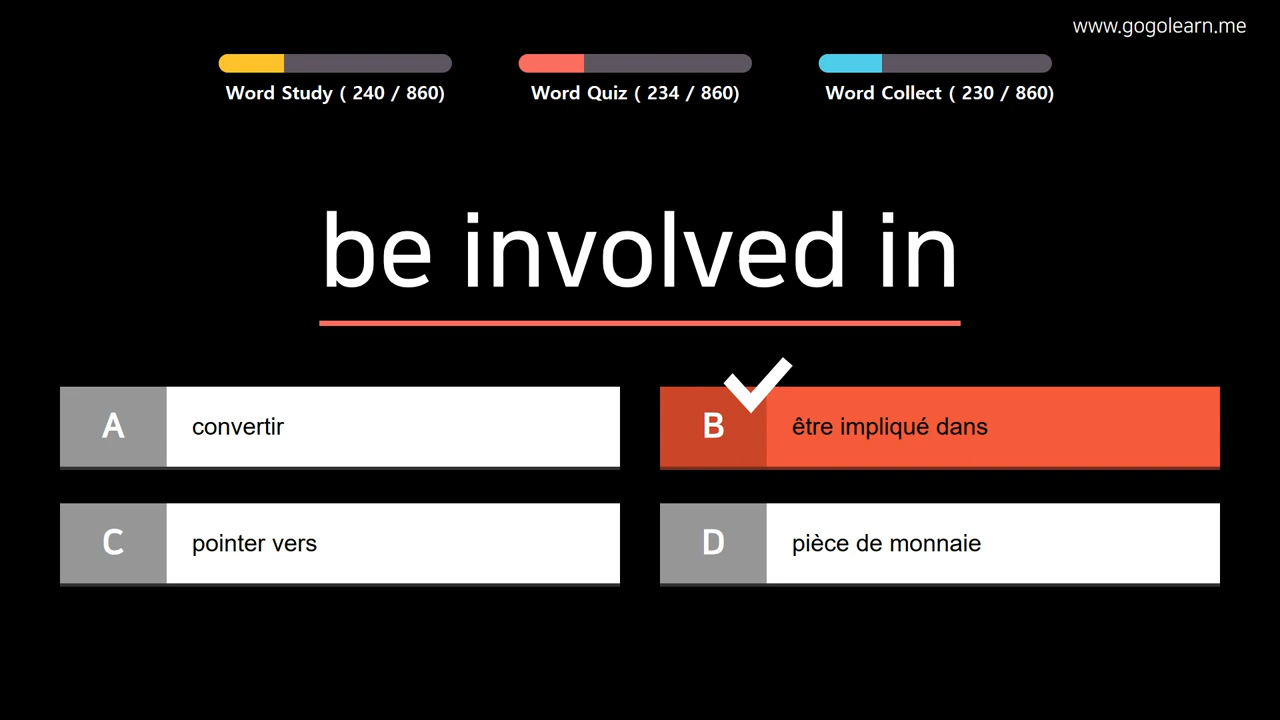 www.gogolearn.me
Word Study ( 240 / 860)
Word Quiz ( 234 / 860)
Word Collect ( 230 / 860)
be involved in
A convertir
B être impliqué dans
C pointer vers
D pièce de monnaie